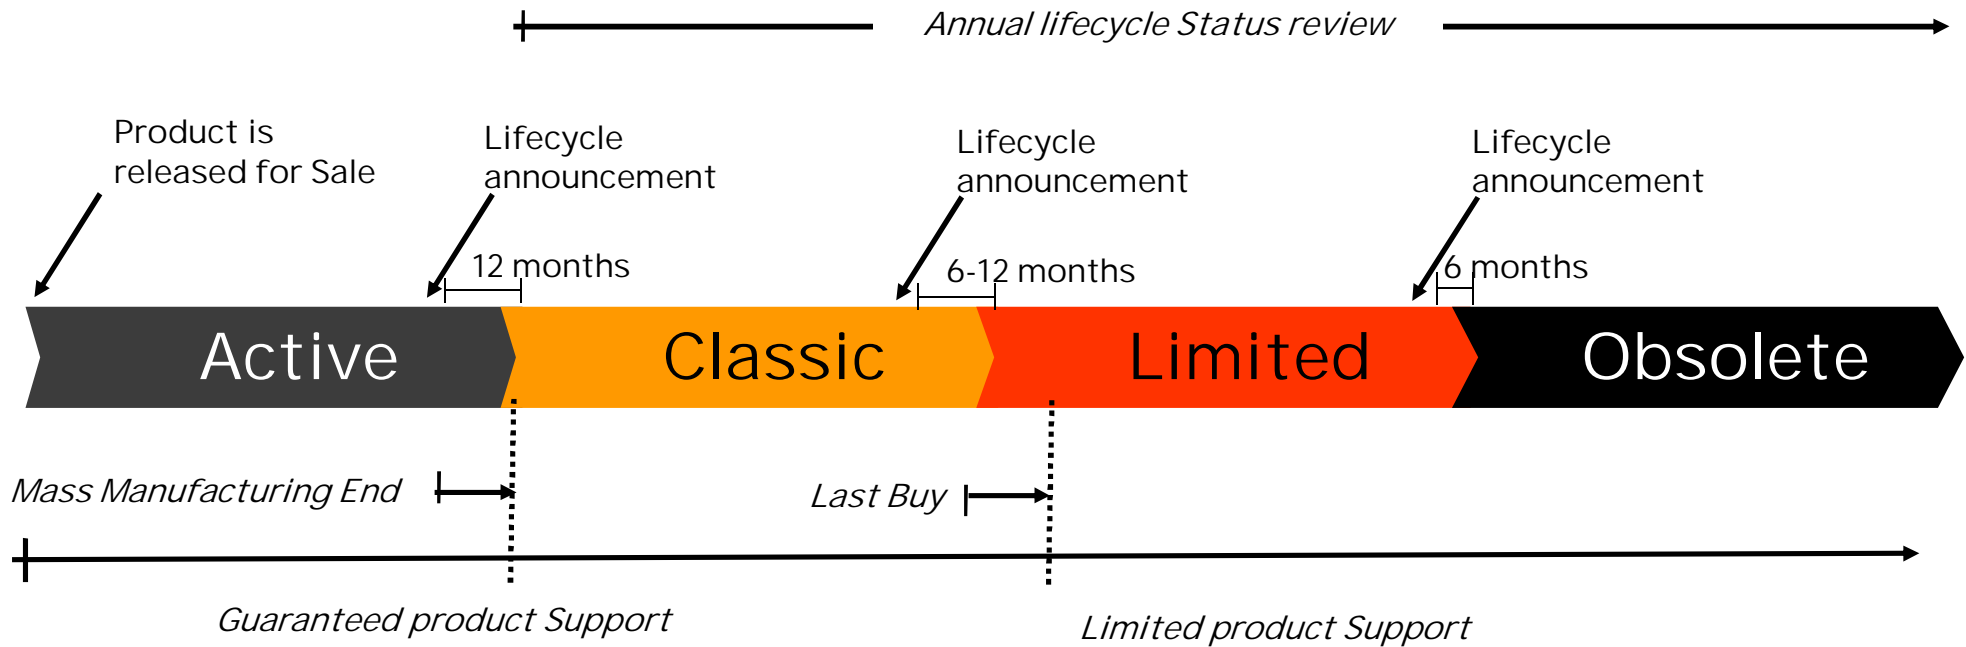 Annual lifecycle Status review
Product is
released for Sale
Lifecycle
announcement
Lifecycle
announcement
Lifecycle
announcement
12 months
6-12 months
6 months
Active
Classic
Limited
Obsolete
Mass Manufacturing End
Last Buy
Guaranteed product Support
Limited product Support